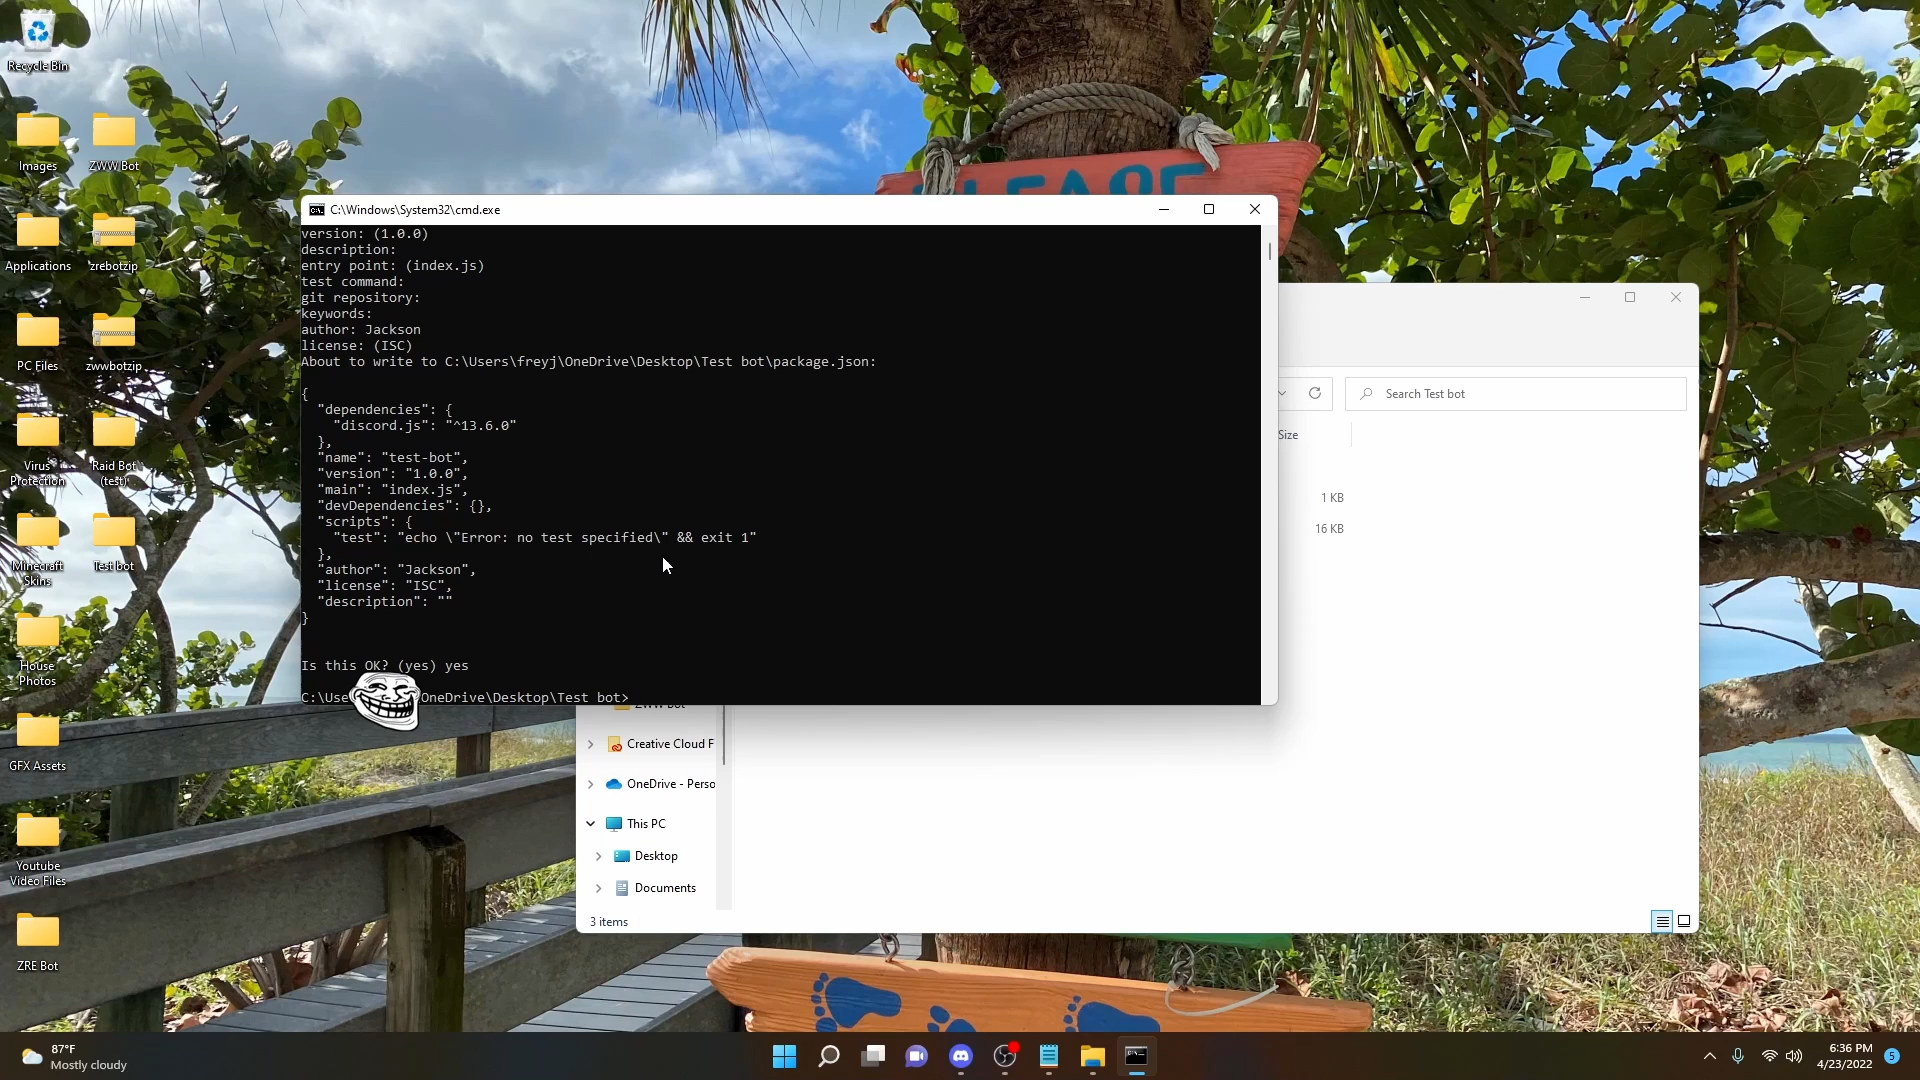 Recycle Bin
Images
ZWW Bot
Applications
zrebotzip
PC Files
zwwbotzip
Virus
Protection
Raid Bot
(test)
Minecraft
Skins
Test bot
House
Photos
GFX Assets
Youtube
Video Files
ZRE Bot
PLEASE
C:\Windows\System32\cmd.exe
version: (1.0.0)
description:
entry point: (index.js)
test command:
git repository:
keywords:
author: Jackson
license: (ISC)
About to write to C:\Users\freyj\OneDrive\Desktop\Test bot\package.json:
{
"dependencies": {
"discord.js": "^13.6.0"
},
"name": "test-bot",
"version": "1.0.0",
"main": "index.js",
"devDependencies": {},
"scripts": {
"test": "echo \"Error: no test specified\" && exit 1"
},
"author": "Jackson",
"license": "ISC",
"description": ""
}
Is this OK? (yes) yes
C:\Use OneDrive\Desktop\Test bot>
Search Test bot
Size
1 KB
16 KB
ZWW Bot
Creative Cloud F
OneDrive - Perso
This PC
Desktop
Documents
3 items
87°F
Mostly cloudy
6:36 PM
4/23/2022
5